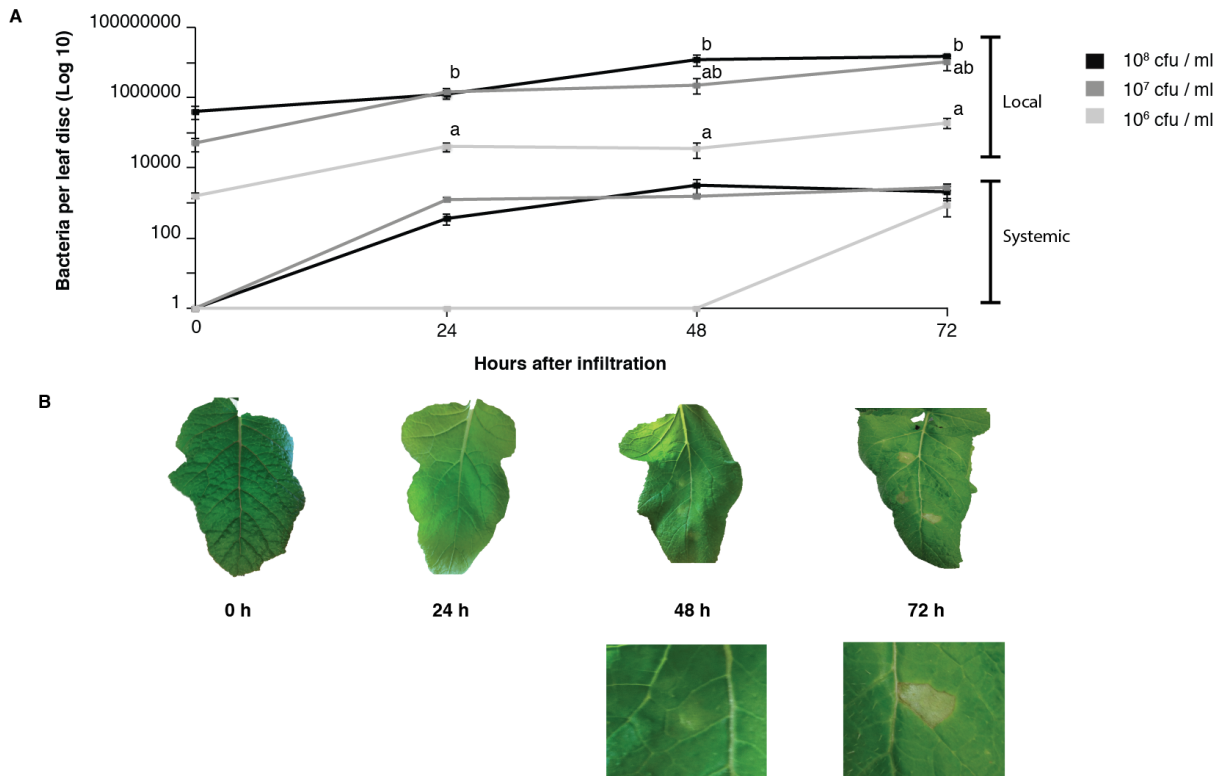 A
Bacteria per leaf disc (Log 10)
100000000
1000000
10000
100
1
0
24
48
72
Hours after infiltration
b
a
b
ab
a
b
ab
a
Local
Systemic
10⁸ cfu / ml
10⁷ cfu / ml
10⁶ cfu / ml
B
0 h
24 h
48 h
72 h